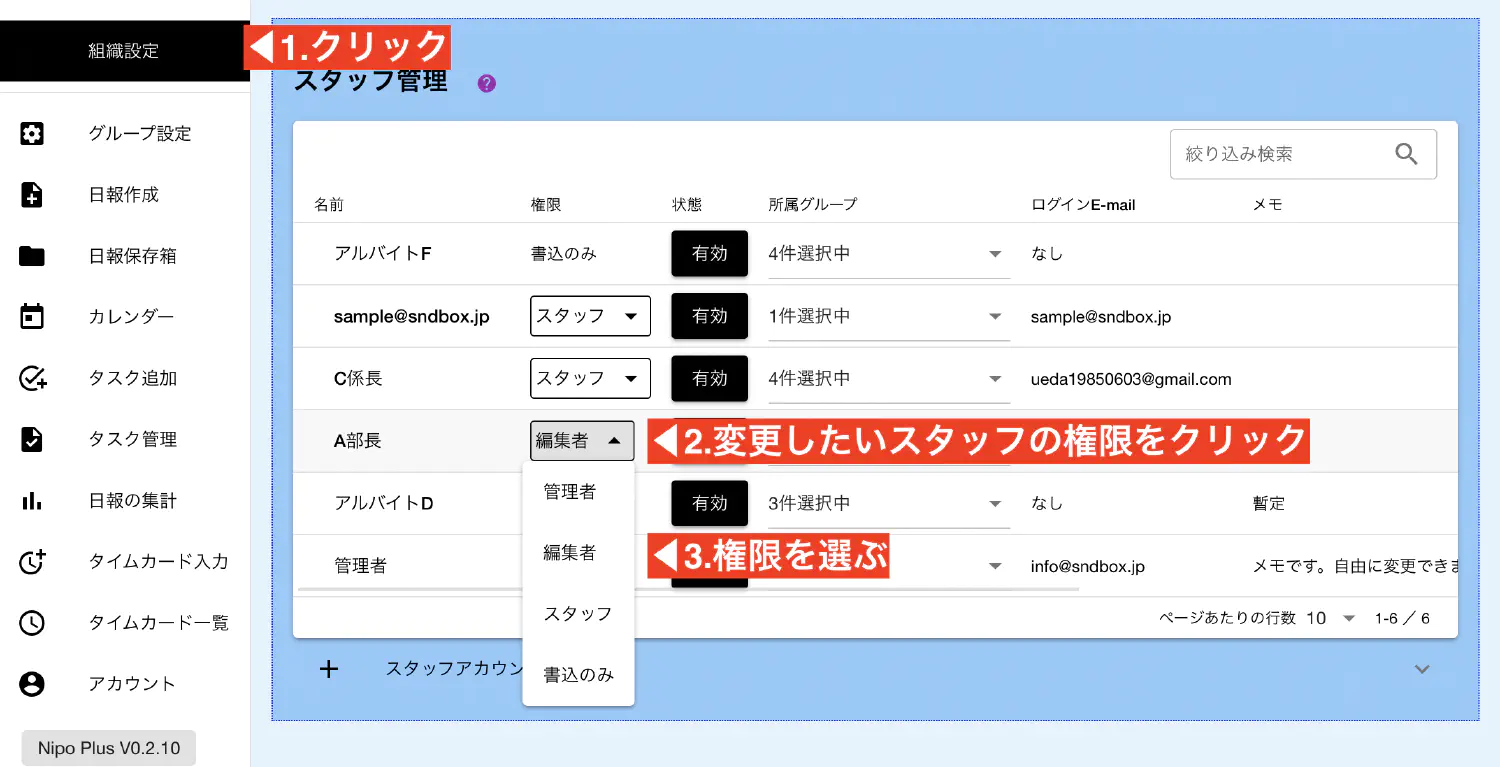 組織設定
◀1.クリック
グループ設定
日報作成
日報保存箱
カレンダー
タスク追加
タスク管理
日報の集計
タイムカード入力
タイムカード一覧
アカウント
Nipo Plus V0.2.10
スタッフ管理 ?
絞り込み検索
名前 権限 状態 所属グループ ログインE-mail メモ
アルバイトF 書込のみ 有効 4件選択中 なし
sample@sndbox.jp スタッフ 有効 1件選択中 sample@sndbox.jp
C係長 スタッフ 有効 4件選択中 ueda19850603@gmail.com
A部長 編集者 ◀2.変更したいスタッフの権限をクリック
管理者
アルバイトD 有効 3件選択中 なし 暫定
編集者 ◀3.権限を選ぶ
管理者 info@sndbox.jp メモです。自由に変更できま
スタッフ
ページあたりの行数 10 1-6 / 6
スタッフアカウン
書込のみ